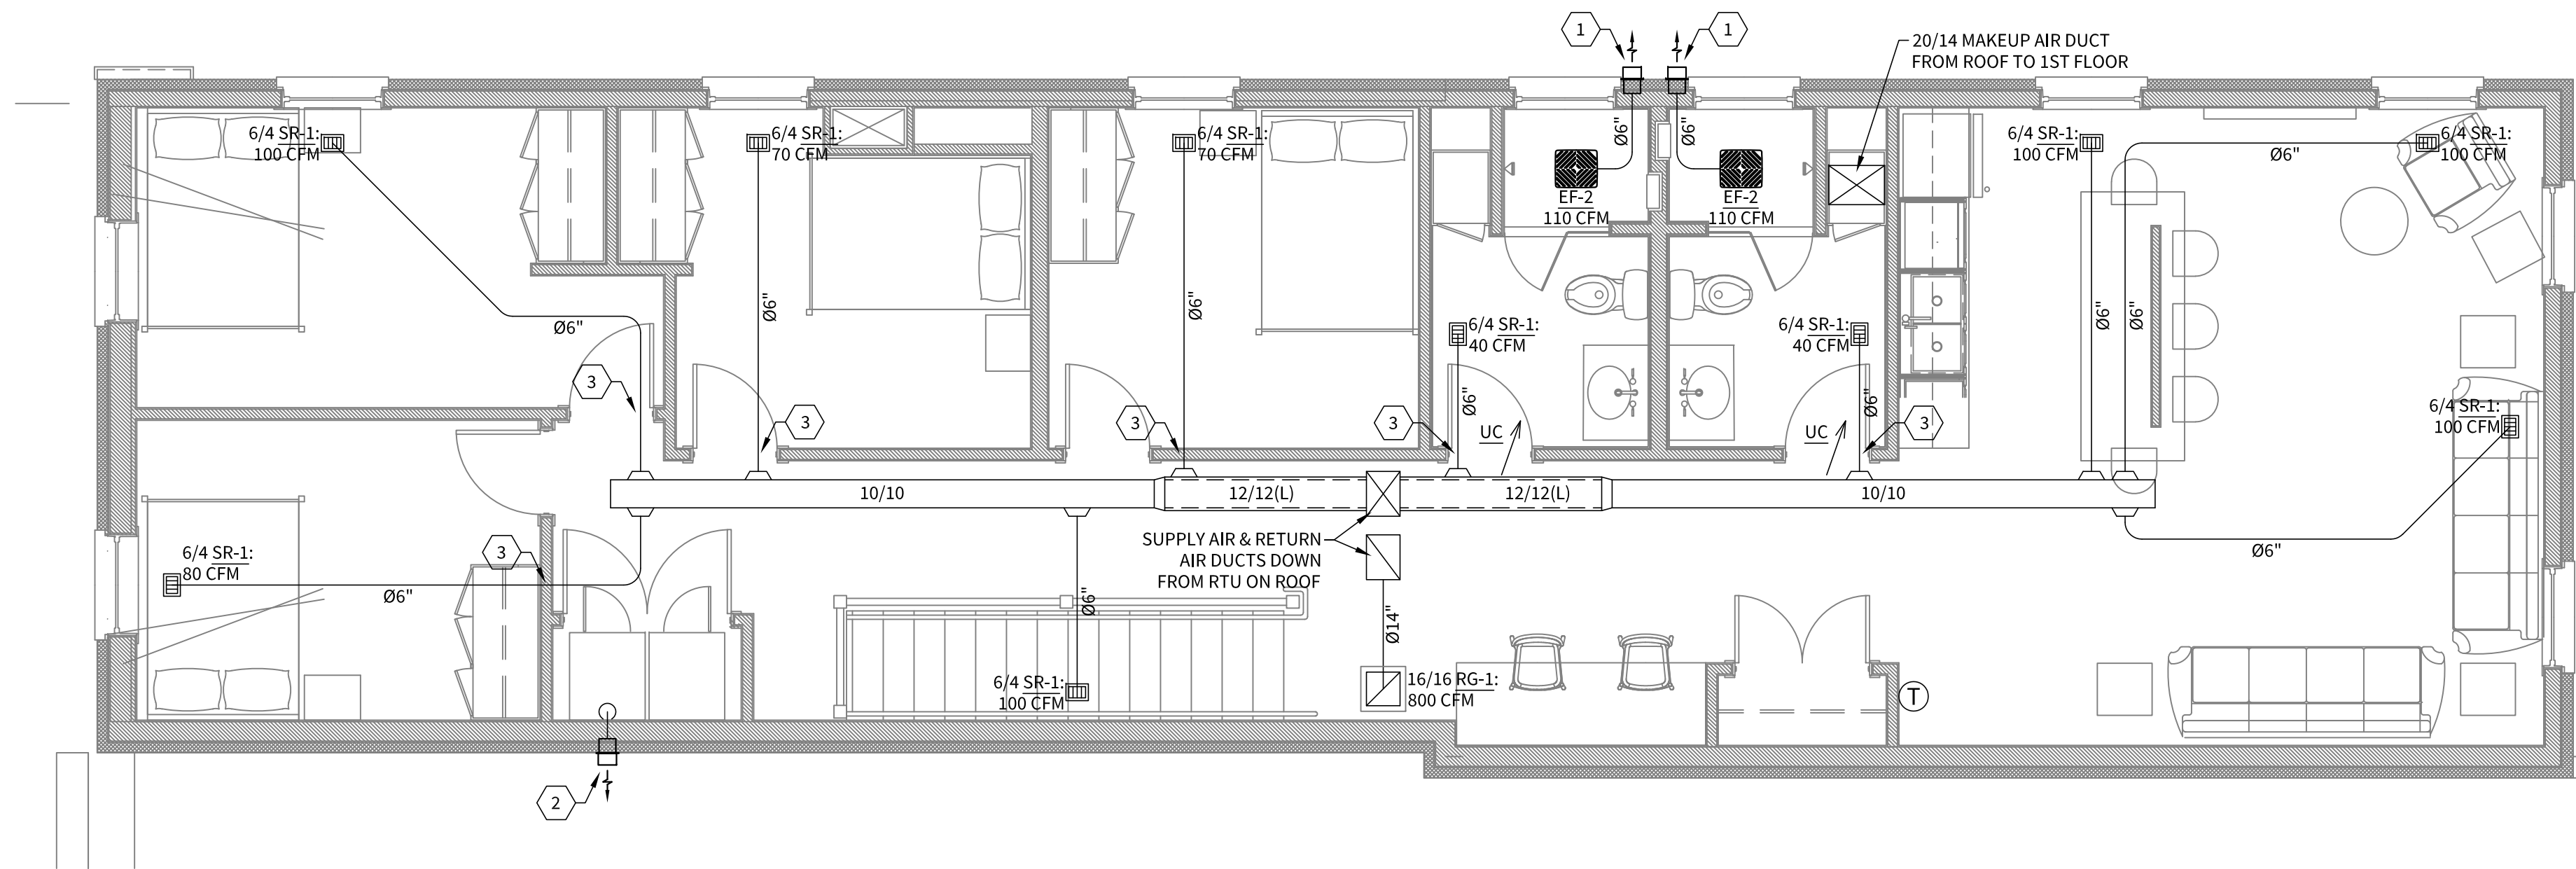 1
1
20/14 MAKEUP AIR DUCT
FROM ROOF TO 1ST FLOOR
6/4 SR-1:
100 CFM
6/4 SR-1:
70 CFM
6/4 SR-1:
70 CFM
Ø6"
Ø6"
6/4 SR-1:
100 CFM
Ø6"
6/4 SR-1:
100 CFM
EF-2
110 CFM
EF-2
110 CFM
Ø6"
Ø6"
Ø6"
6/4 SR-1:
40 CFM
6/4 SR-1:
40 CFM
Ø6"
Ø6"
3
3
3
Ø6"
3
UC
UC
Ø6"
3
6/4 SR-1:
100 CFM
10/10
12/12(L)
12/12(L)
10/10
SUPPLY AIR & RETURN
AIR DUCTS DOWN
FROM RTU ON ROOF
6/4 SR-1:
80 CFM
3
Ø6"
Ø6"
Ø6"
Ø14"
6/4 SR-1:
100 CFM
16/16 RG-1:
800 CFM
T
2